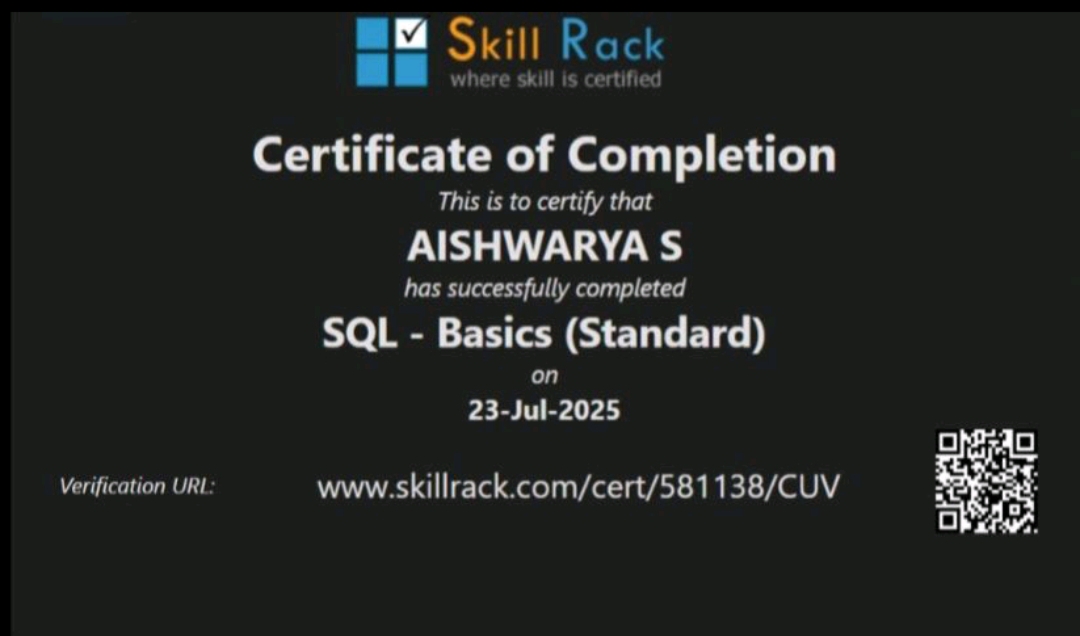 Skill Rack
where skill is certified
Certificate of Completion
This is to certify that
AISHWARYA S
has successfully completed
SQL - Basics (Standard)
on
23-Jul-2025
Verification URL: www.skillrack.com/cert/581138/CUV